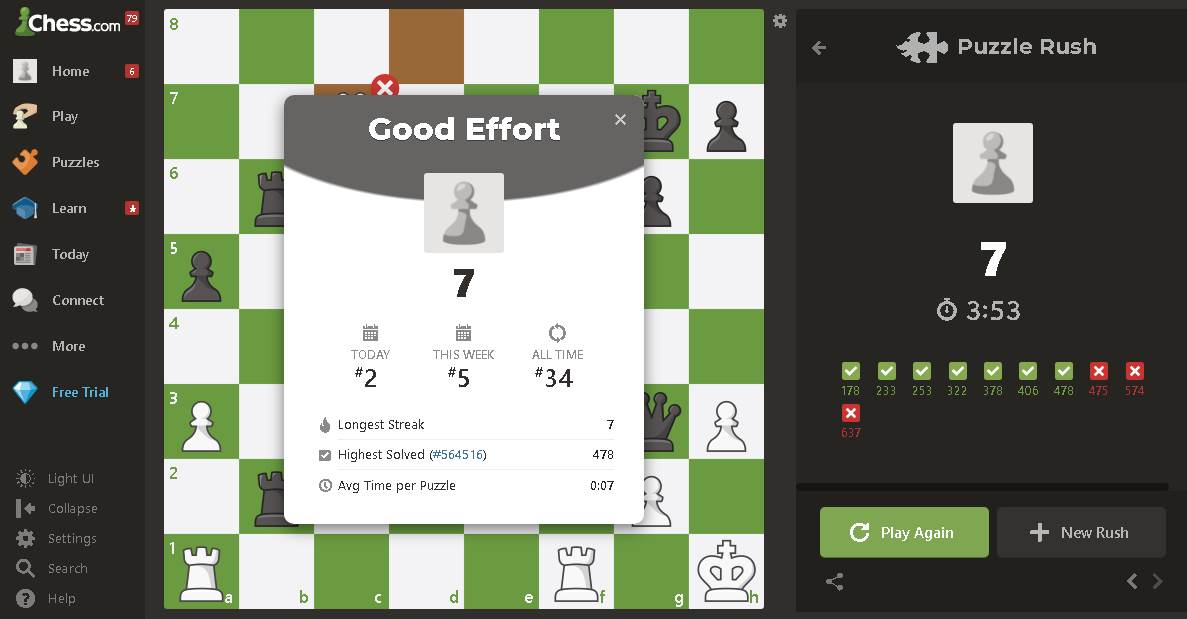 Chess.com 79
Home 6
Play
Puzzles
Learn
Today
Connect
More
Free Trial
Light UI
Collapse
Settings
Search
Help
8
7
6
5
4
3
2
1
a b c d e f g h
Good Effort
7
TODAY THIS WEEK ALL TIME
#2 #5 #34
Longest Streak 7
Highest Solved (#564516) 478
Avg Time per Puzzle 0:07
Puzzle Rush
7
3:53
178 233 253 322 378 406 478 475 574
637
Play Again New Rush